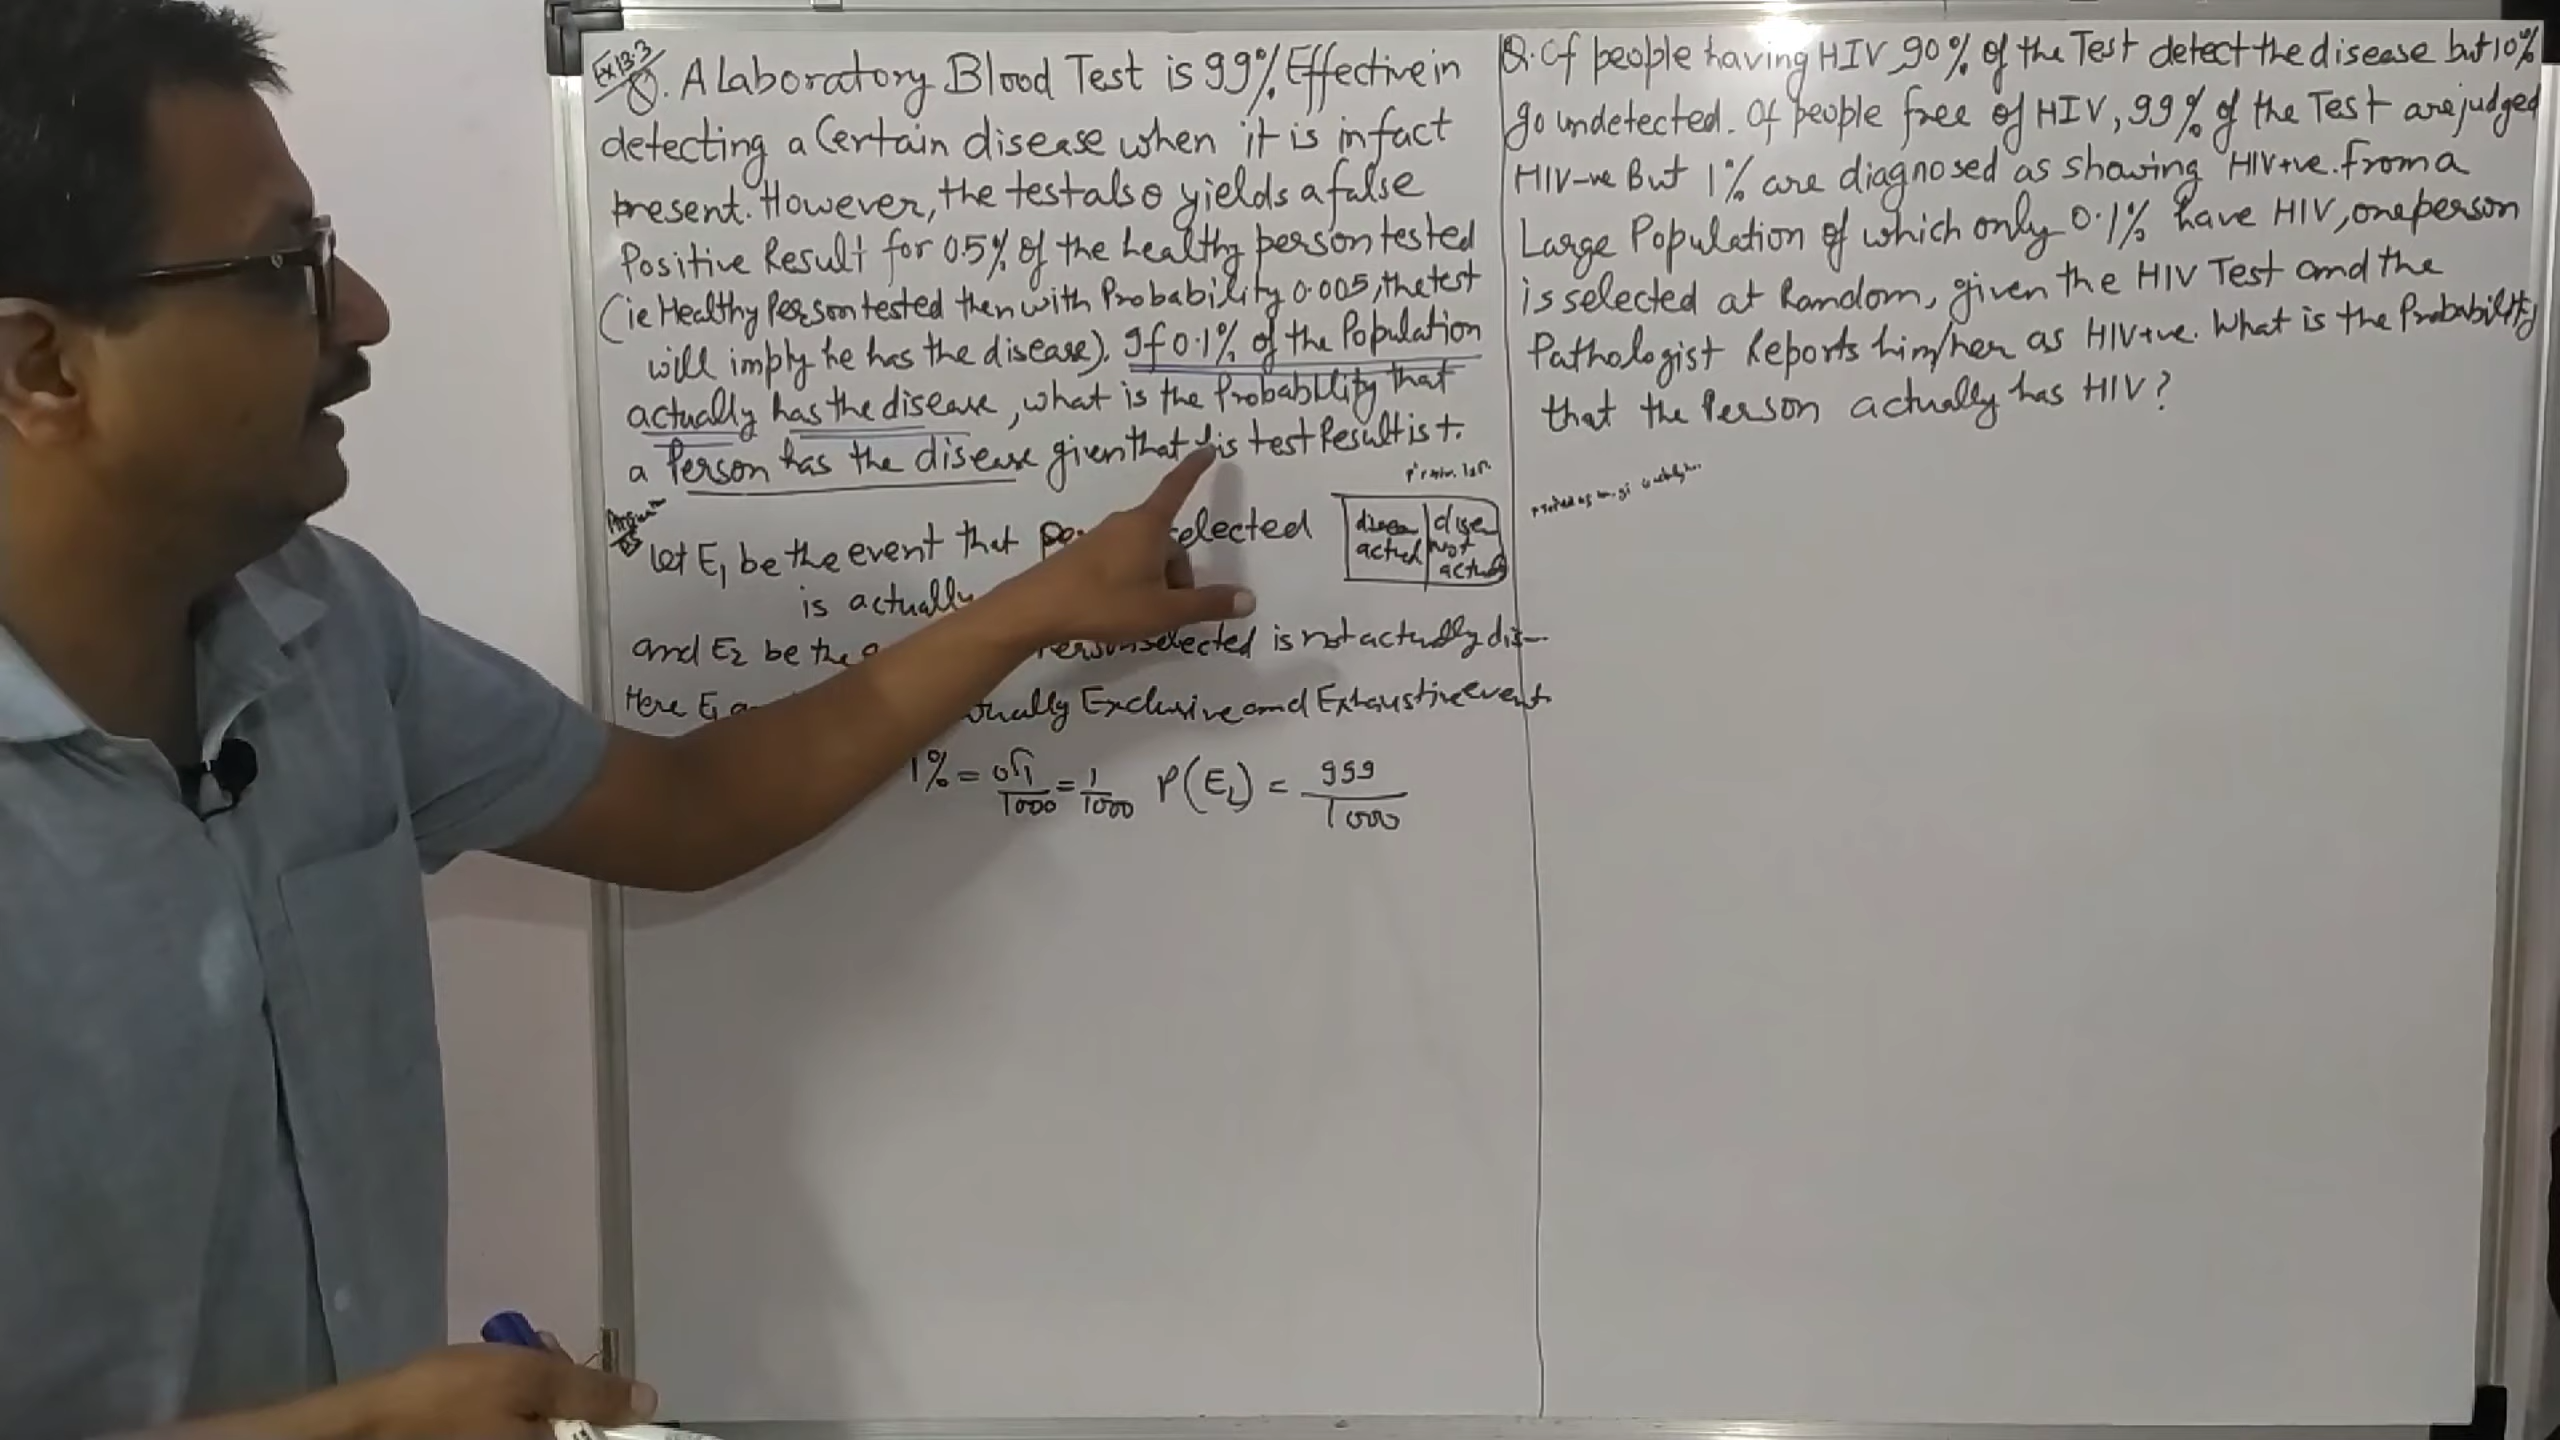 Ex 13.3
Q. A Laboratory Blood Test is 99% Effective in
detecting a Certain disease when it is infact
present. However, the test also yields a false
Positive Result for 0.5% of the healthy person tested
(ie Healthy Person tested then with Probability 0.005, the test
will imply he has the disease). If 0.1% of the Population
actually has the disease, what is the Probability that
a Person has the disease given that his test Result is +.
let E1 be the event that selected
is actually
and E2 be the Person selected is not actually dis-
Here E1 Exclusive and Exhaustive event
1% = 0.1/1000 = 1/1000 P(E2) = 999/1000
disea actual | disea not actual
Q. Of people having HIV, 90% of the Test detect the disease but 10%
go undetected. Of people free of HIV, 99% of the Test are judged
HIV-ve But 1% are diagnosed as showing HIV+ve. From a
Large Population of which only 0.1% have HIV, one person
is selected at Random, given the HIV Test and the
Pathologist Reports him/her as HIV+ve. What is the Probability
that the Person actually has HIV?